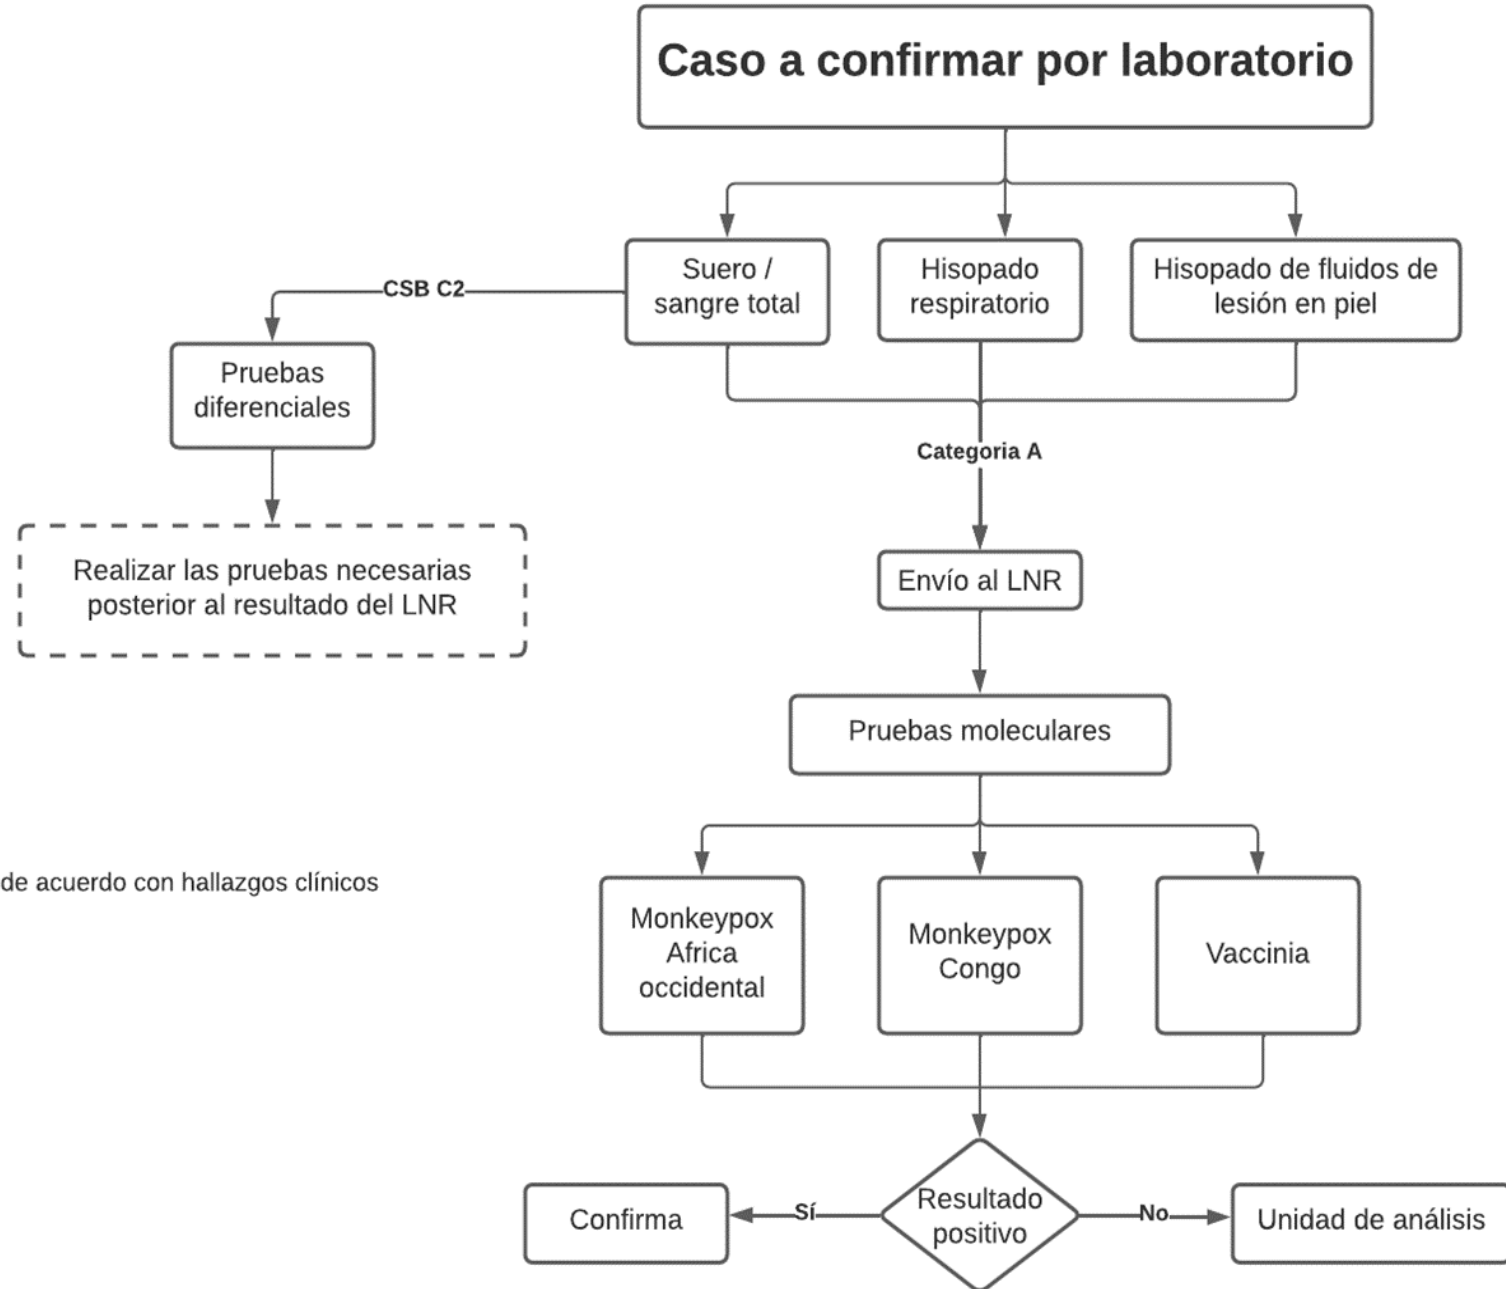 Caso a confirmar por laboratorio
Suero /
sangre total
Hisopado
respiratorio
Hisopado de fluidos de
lesión en piel
CSB C2
Pruebas
diferenciales
Categoria A
Realizar las pruebas necesarias
posterior al resultado del LNR
Envío al LNR
Pruebas moleculares
de acuerdo con hallazgos clínicos
Monkeypox
Africa
occidental
Monkeypox
Congo
Vaccinia
Resultado
positivo
Sí
Confirma
No
Unidad de análisis